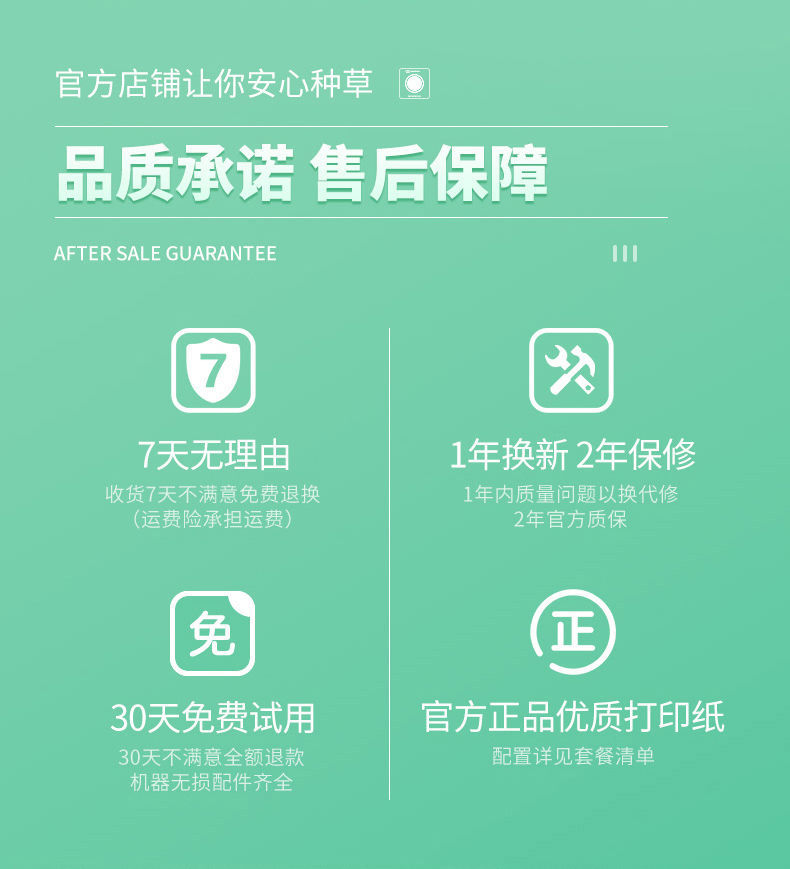 官方店铺让你安心种草
品质承诺 售后保障
AFTER SALE GUARANTEE
7
7天无理由
收货7天不满意免费退换
（运费险承担运费）
1年换新 2年保修
1年内质量问题以换代修
2年官方质保
免
30天免费试用
30天不满意全额退款
机器无损配件齐全
正
官方正品优质打印纸
配置详见套餐清单